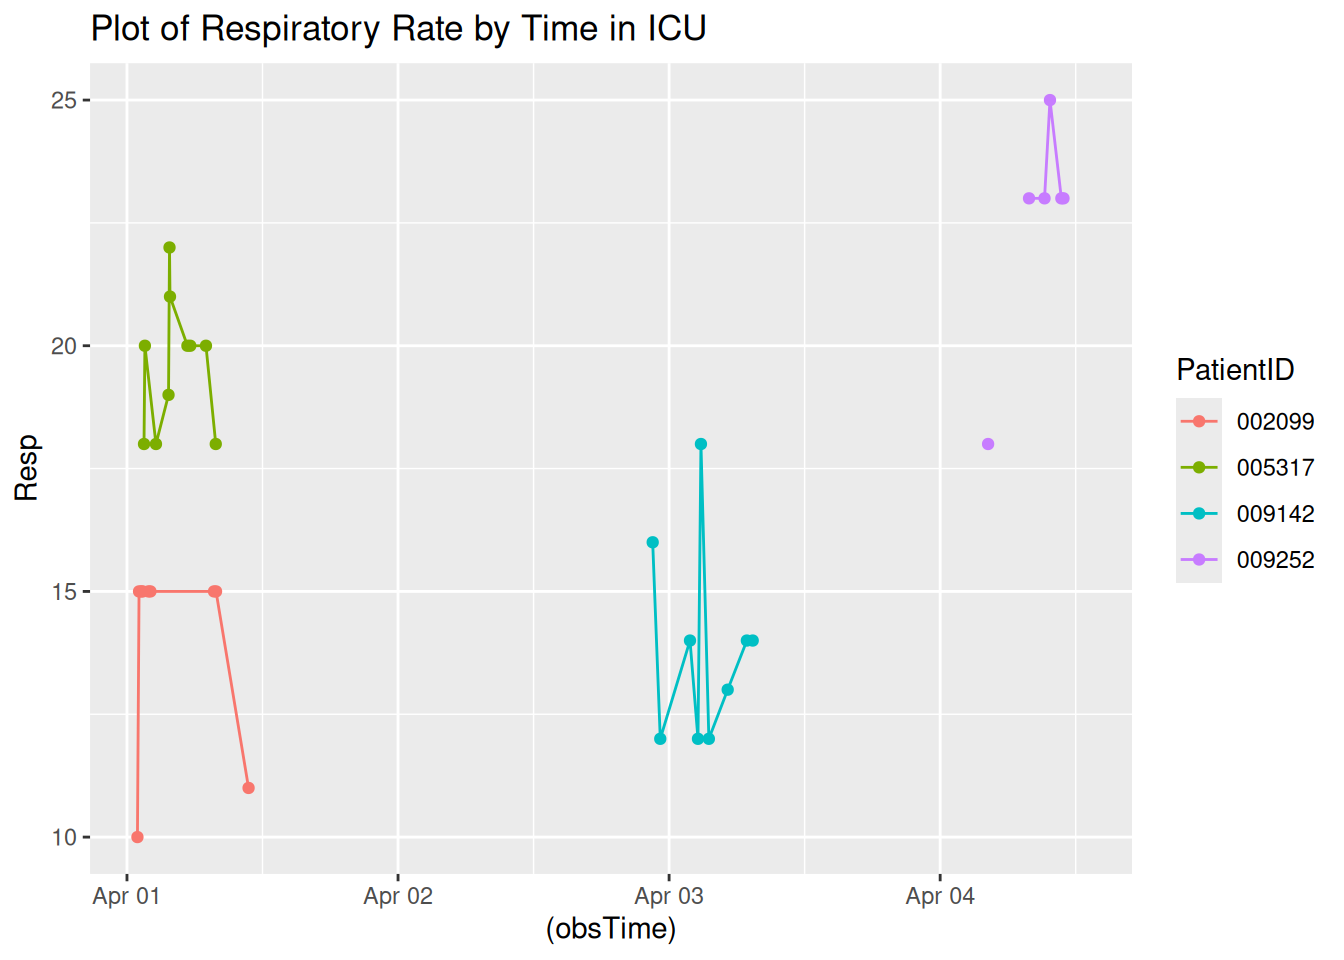 Plot of Respiratory Rate by Time in ICU
25
20
15
10
Resp
Apr 01
Apr 02
Apr 03
Apr 04
(obsTime)
PatientID
002099
005317
009142
009252